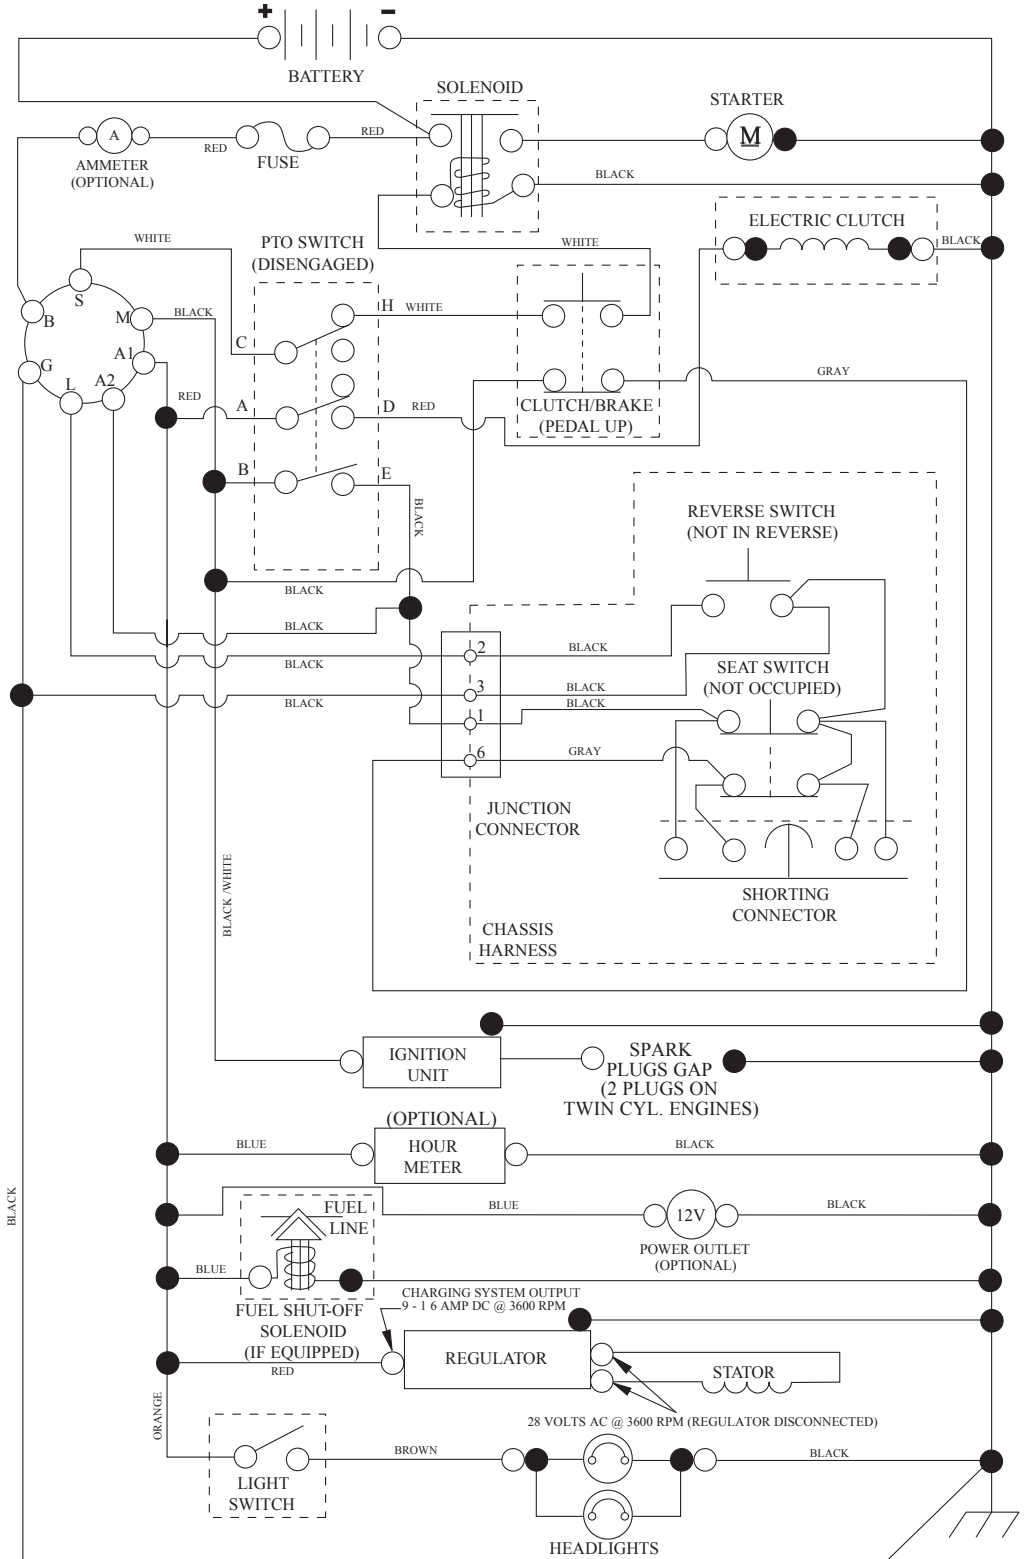 + −
BATTERY
SOLENOID
STARTER
A
M
RED
RED
AMMETER
(OPTIONAL)
FUSE
BLACK
ELECTRIC CLUTCH
WHITE
PTO SWITCH
(DISENGAGED)
WHITE
BLACK
S
B
M
BLACK
H
WHITE
C
G
A1
L
A2
RED
A
D
RED
GRAY
CLUTCH/BRAKE
(PEDAL UP)
B
E
BLACK
REVERSE SWITCH
(NOT IN REVERSE)
BLACK
BLACK
BLACK
2
BLACK
SEAT SWITCH
(NOT OCCUPIED)
BLACK
3
BLACK
BLACK
1
6
GRAY
JUNCTION
CONNECTOR
BLACK /WHITE
SHORTING
CONNECTOR
CHASSIS
HARNESS
IGNITION
UNIT
SPARK
PLUGS GAP
(2 PLUGS ON
TWIN CYL. ENGINES)
(OPTIONAL)
BLUE
HOUR
METER
BLACK
BLACK
FUEL
LINE
BLUE
12V
BLACK
POWER OUTLET
(OPTIONAL)
BLUE
CHARGING SYSTEM OUTPUT
9 - 1 6 AMP DC @ 3600 RPM
FUEL SHUT-OFF
SOLENOID
(IF EQUIPPED)
RED
REGULATOR
STATOR
ORANGE
28 VOLTS AC @ 3600 RPM (REGULATOR DISCONNECTED)
BROWN
BLACK
LIGHT
SWITCH
HEADLIGHTS